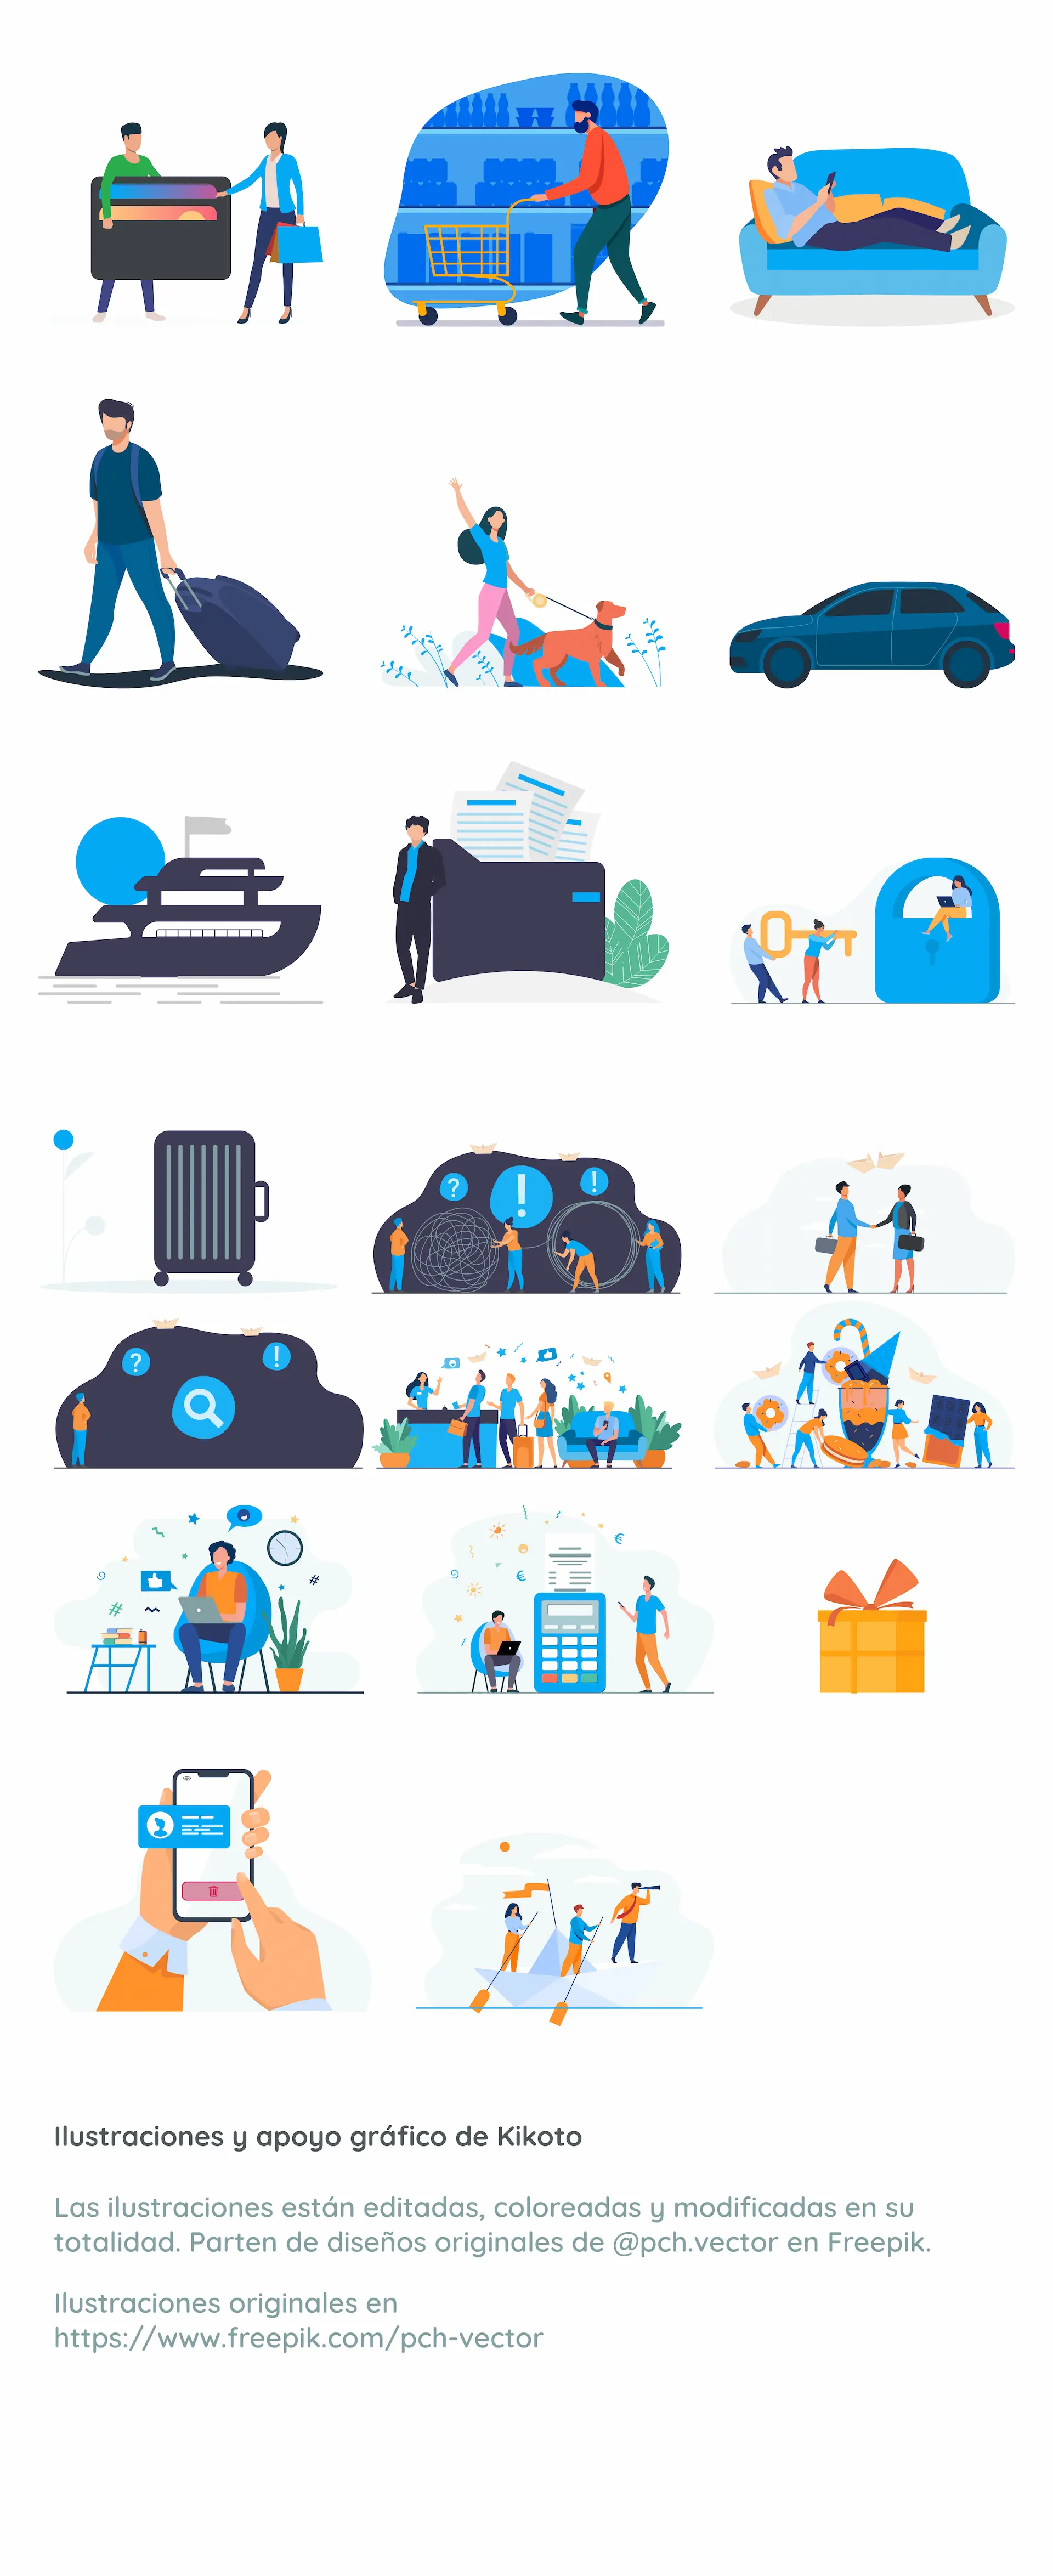 ?
!
!
?
!
#
#
€
€
Ilustraciones y apoyo gráfico de Kikoto
Las ilustraciones están editadas, coloreadas y modificadas en su
totalidad. Parten de diseños originales de @pch.vector en Freepik.
Ilustraciones originales en
https://www.freepik.com/pch-vector